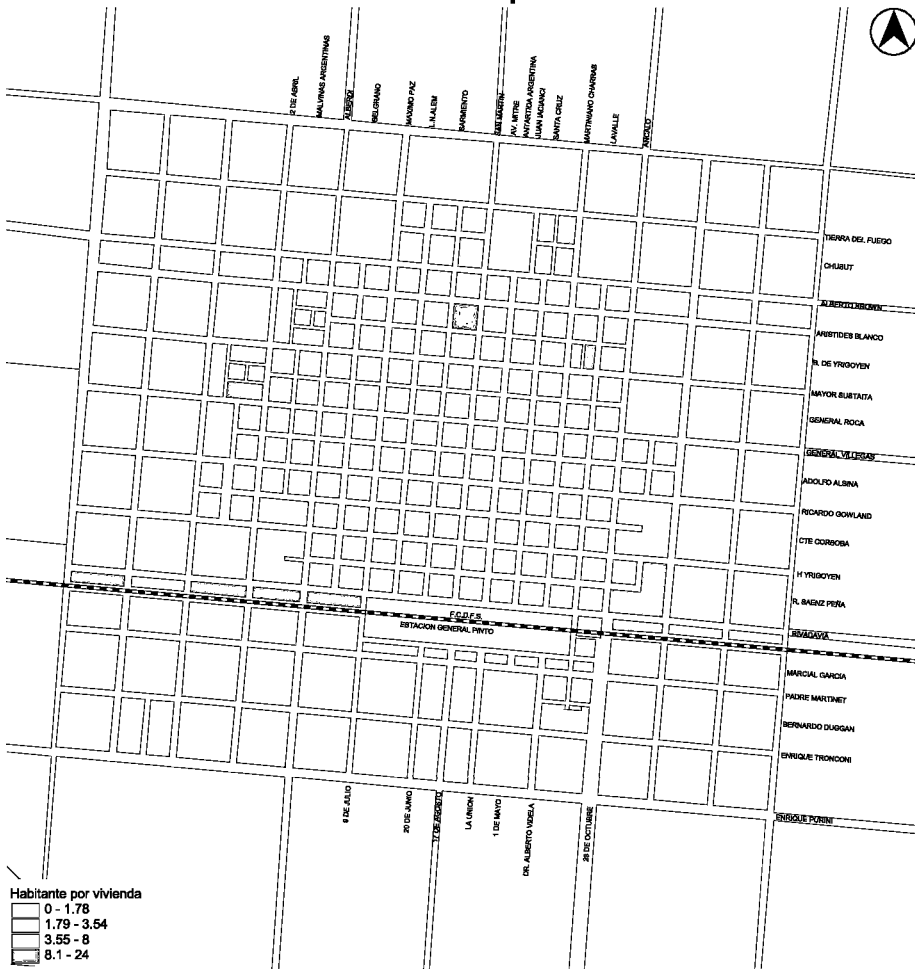 2 DE ABRIL
MALVINAS ARGENTINAS
ALBERDI
BELGRANO
MAXIMO PAZ
L.N.ALEM
SARMIENTO
SAN MARTIN
AV. MITRE
ANTARTIDA ARGENTINA
JUAN IACIANCI
SANTA CRUZ
MARTINIANO CHARRAS
LAVALLE
ANCALO
TIERRA DEL FUEGO
CHUBUT
ALBERTO BROWN
ARISTIDES BLANCO
B. DE YRIGOYEN
MAYOR SUSTAITA
GENERAL ROCA
GENERAL VILLEGAS
ADOLFO ALSINA
RICARDO GOWLAND
CTE CORDOBA
H YRIGOYEN
R. SAENZ PEÑA
RIVADAVIA
F.C.D.F.S.
ESTACION GENERAL PINTO
MARCIAL GARCIA
PADRE MARTINET
BERNARDO DUGGAN
ENRIQUE TRONCONI
ENRIQUE PURINI
9 DE JULIO
20 DE JUNIO
17 DE AGOSTO
LA UNION
1 DE MAYO
DR. ALBERTO VIDELA
28 DE OCTUBRE
Habitante por vivienda
0 - 1.78
1.79 - 3.54
3.55 - 8
8.1 - 24